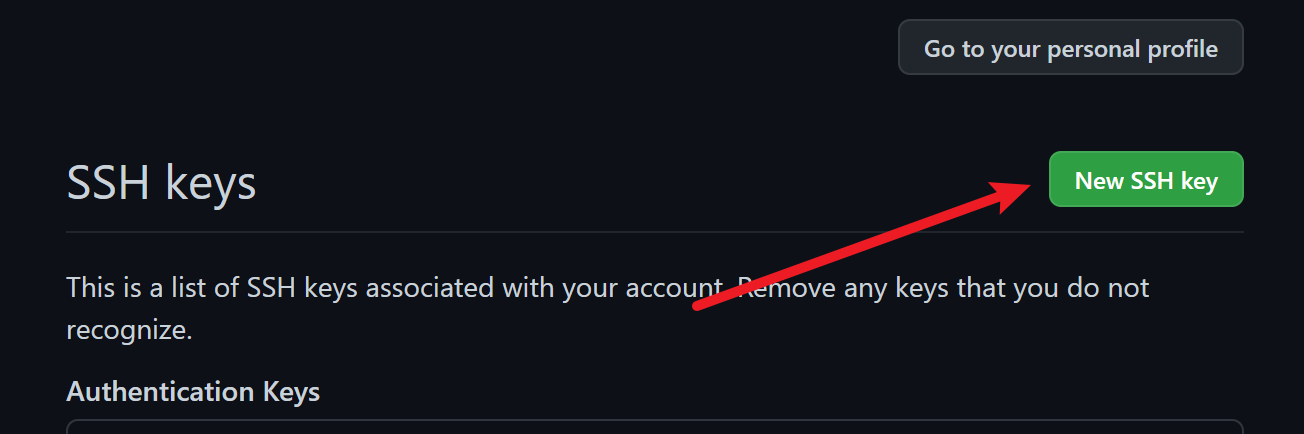 Go to your personal profile
SSH keys
New SSH key
This is a list of SSH keys associated with your account. Remove any keys that you do not
recognize.
Authentication Keys